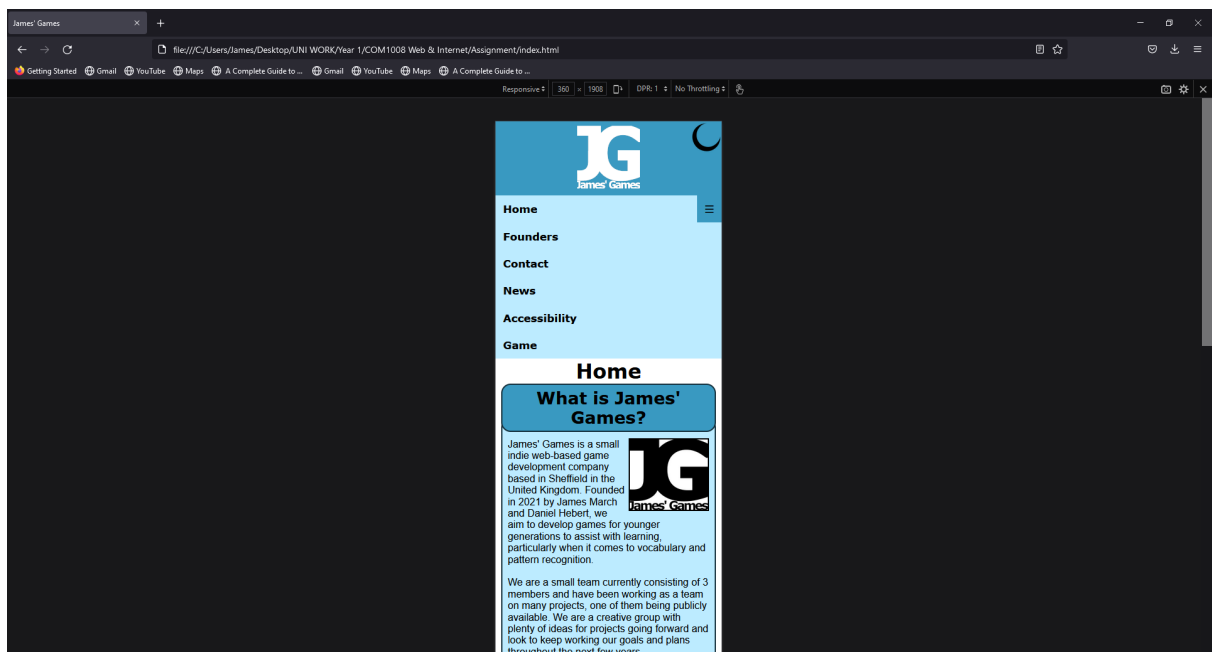 James' Games
file:///C:/Users/James/Desktop/UNI WORK/Year 1/COM1008 Web & Internet/Assignment/index.html
Getting Started Gmail YouTube Maps A Complete Guide to ... Gmail YouTube Maps A Complete Guide to ...
Responsive 360 × 1908 DPR: 1 No Throttling
JG
James' Games
Home
Founders
Contact
News
Accessibility
Game
Home
What is James'
Games?
James' Games is a small
indie web-based game
development company
based in Sheffield in the
United Kingdom. Founded
in 2021 by James March
and Daniel Hebert, we
aim to develop games for younger
generations to assist with learning,
particularly when it comes to vocabulary and
pattern recognition.
JG
James' Games
We are a small team currently consisting of 3
members and have been working as a team
on many projects, one of them being publicly
available. We are a creative group with
plenty of ideas for projects going forward and
look to keep working our goals and plans
throughout the next few years.